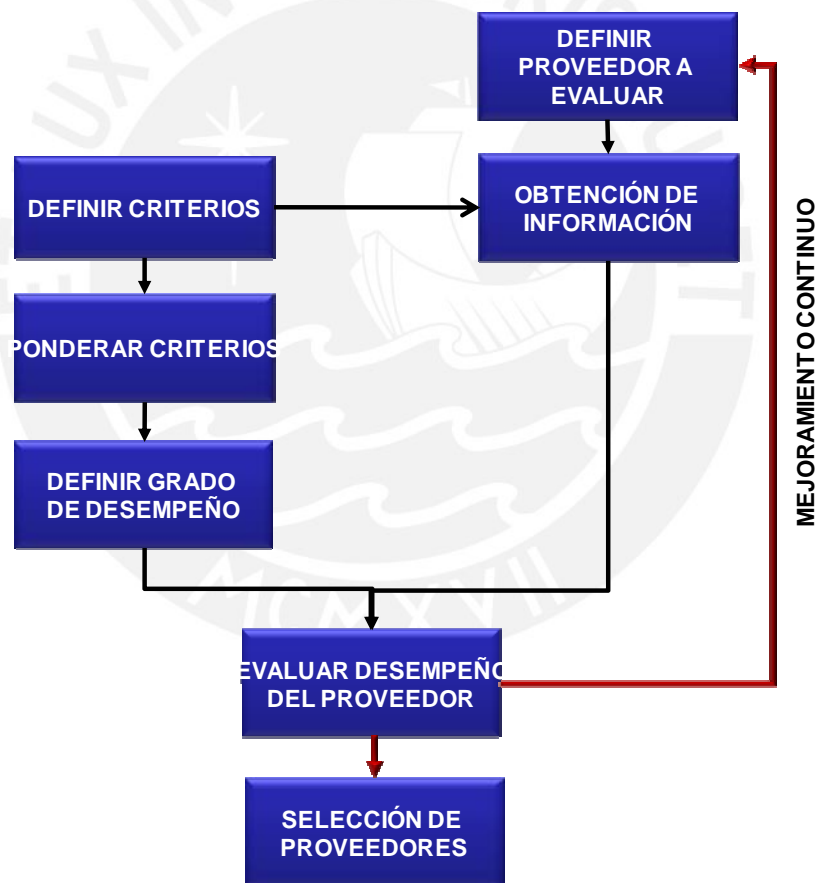 DEFINIR
PROVEEDOR A
EVALUAR
DEFINIR CRITERIOS
OBTENCIÓN DE
INFORMACIÓN
PONDERAR CRITERIOS
DEFINIR GRADO
DE DESEMPEÑO
EVALUAR DESEMPEÑO
DEL PROVEEDOR
SELECCIÓN DE
PROVEEDORES
MEJORAMIENTO CONTINUO
MCMXVII